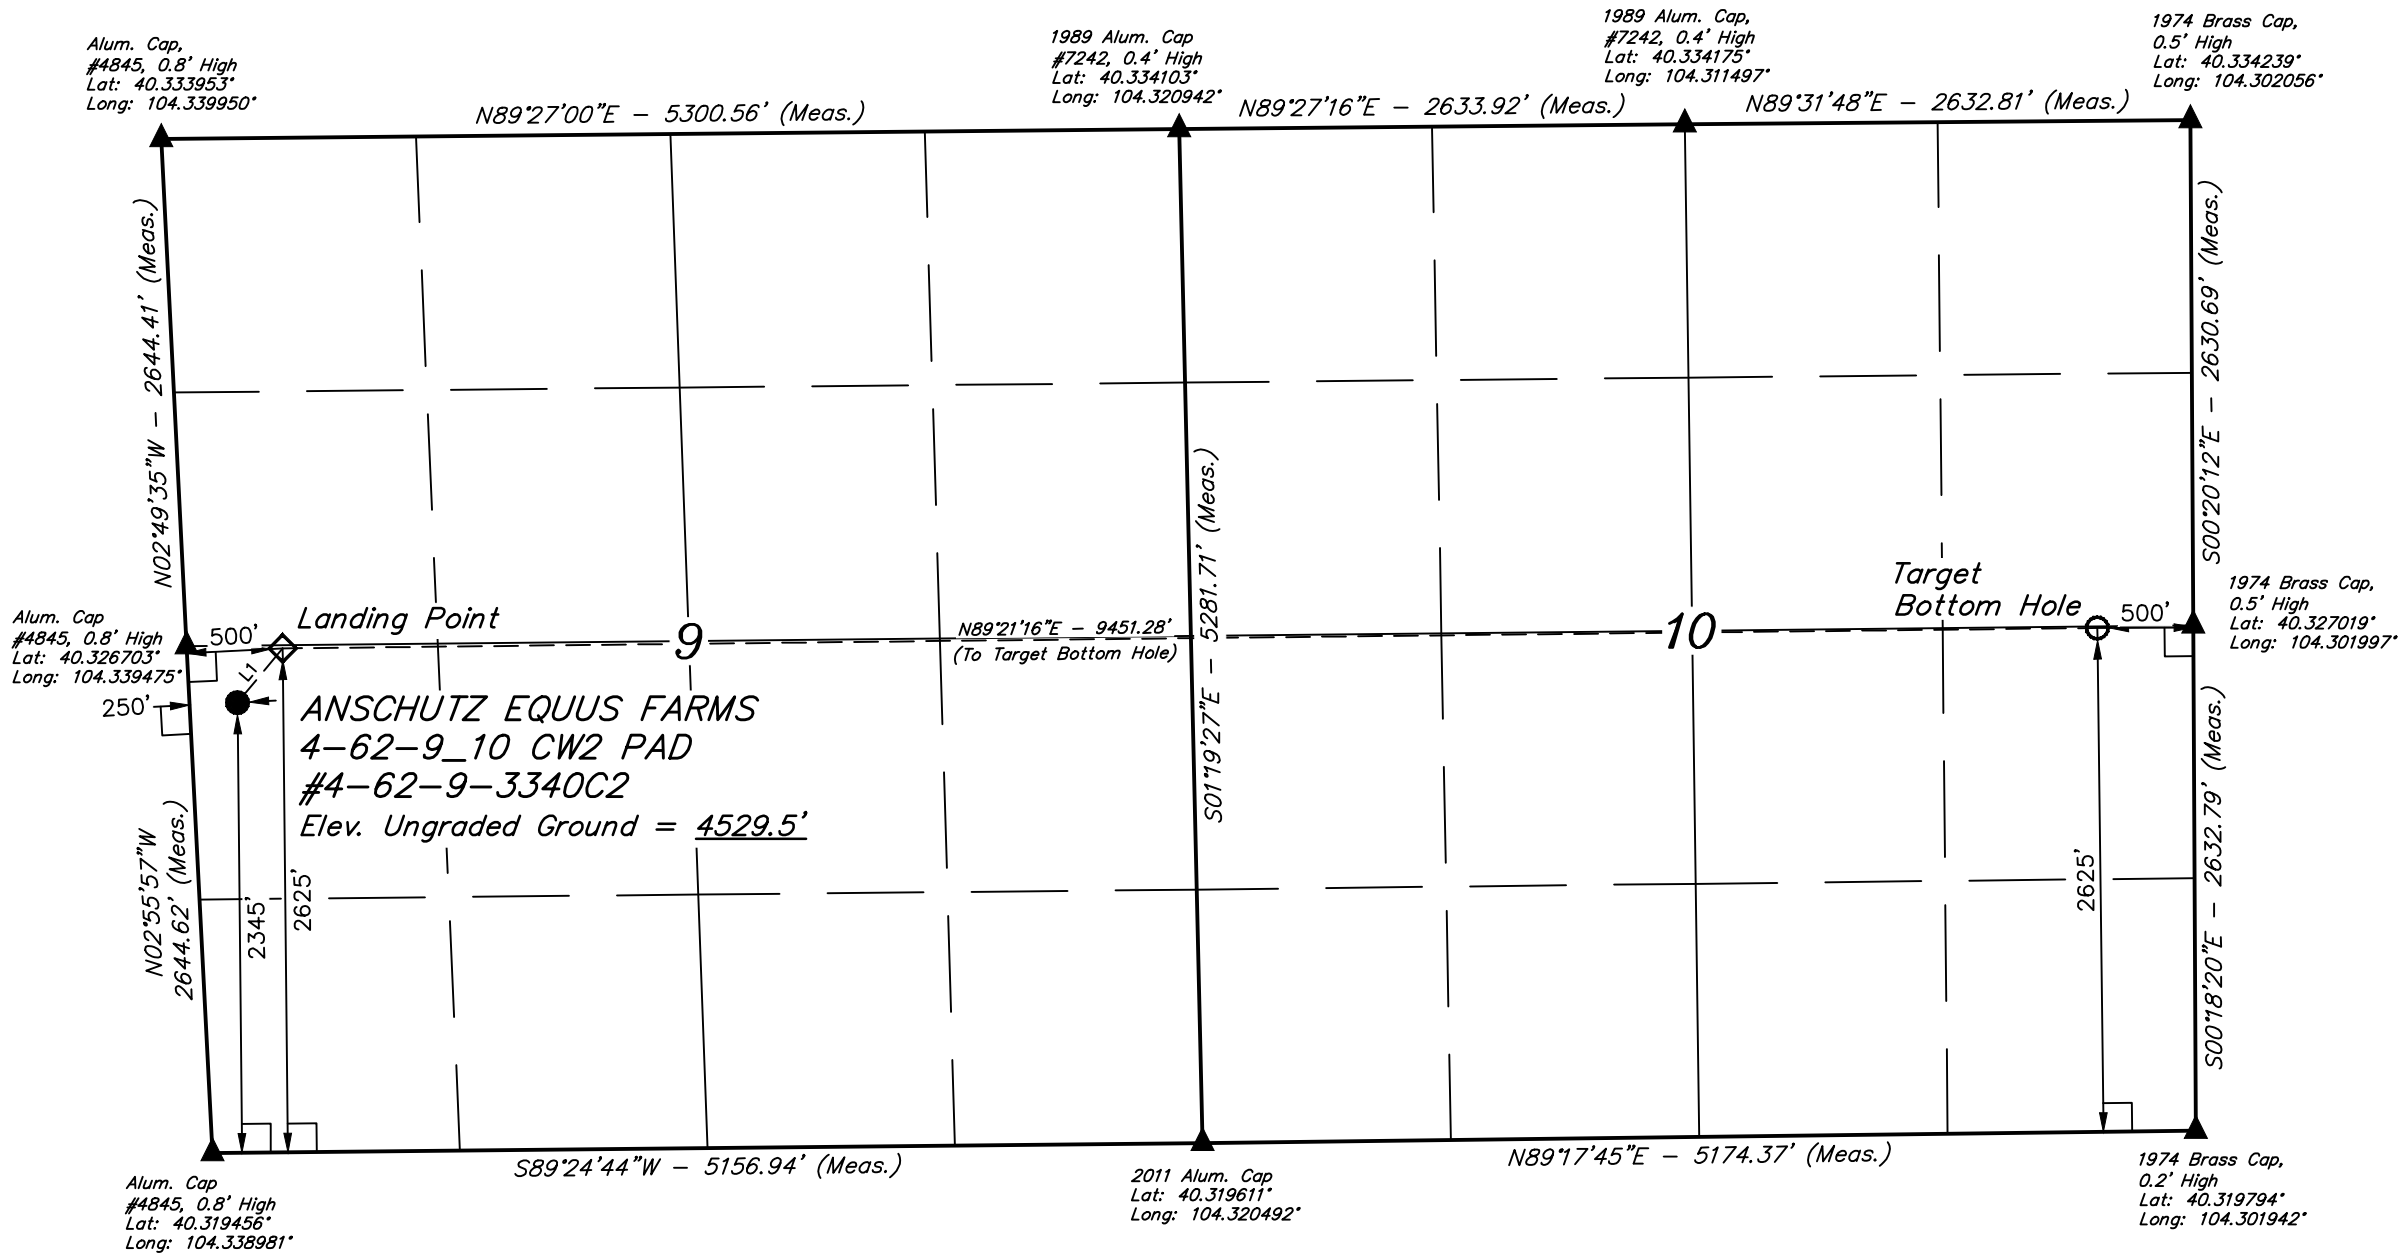 Alum. Cap,
#4845, 0.8' High
Lat: 40.333953°
Long: 104.339950°
N89°27'00"E - 5300.56' (Meas.)
1989 Alum. Cap
#7242, 0.4' High
Lat: 40.334103°
Long: 104.320942°
N89°27'16"E - 2633.92' (Meas.)
1989 Alum. Cap,
#7242, 0.4' High
Lat: 40.334175°
Long: 104.311497°
N89°31'48"E - 2632.81' (Meas.)
1974 Brass Cap,
0.5' High
Lat: 40.334239°
Long: 104.302056°
N02°49'35"W - 2644.41' (Meas.)
S01°19'27"E - 5281.71' (Meas.)
S00°20'12"E - 2630.69' (Meas.)
Alum. Cap
#4845, 0.8' High
Lat: 40.326703°
Long: 104.339475°
500'
Landing Point
9
N89°21'16"E - 9451.28'
(To Target Bottom Hole)
10
Target
Bottom Hole
500'
1974 Brass Cap,
0.5' High
Lat: 40.327019°
Long: 104.301997°
L1
250'
ANSCHUTZ EQUUS FARMS
4-62-9_10 CW2 PAD
#4-62-9-3340C2
Elev. Ungraded Ground = 4529.5'
N02°55'57"W
2644.62' (Meas.)
2345'
2625'
2625'
S00°18'20"E - 2632.79' (Meas.)
S89°24'44"W - 5156.94' (Meas.)
N89°17'45"E - 5174.37' (Meas.)
Alum. Cap
#4845, 0.8' High
Lat: 40.319456°
Long: 104.338981°
2011 Alum. Cap
Lat: 40.319611°
Long: 104.320492°
1974 Brass Cap,
0.2' High
Lat: 40.319794°
Long: 104.301942°